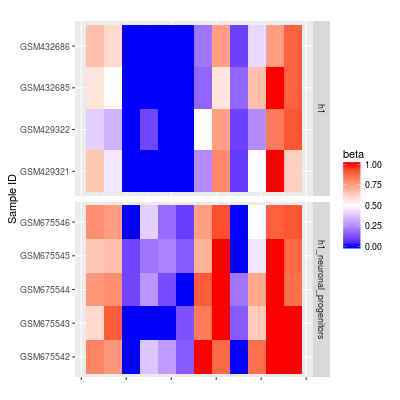 GSM432686
GSM432685
GSM429322
GSM429321
h1
GSM675546
GSM675545
GSM675544
GSM675543
GSM675542
h1_neuronal_progenitors
Sample ID
beta
1.00
0.75
0.50
0.25
0.00